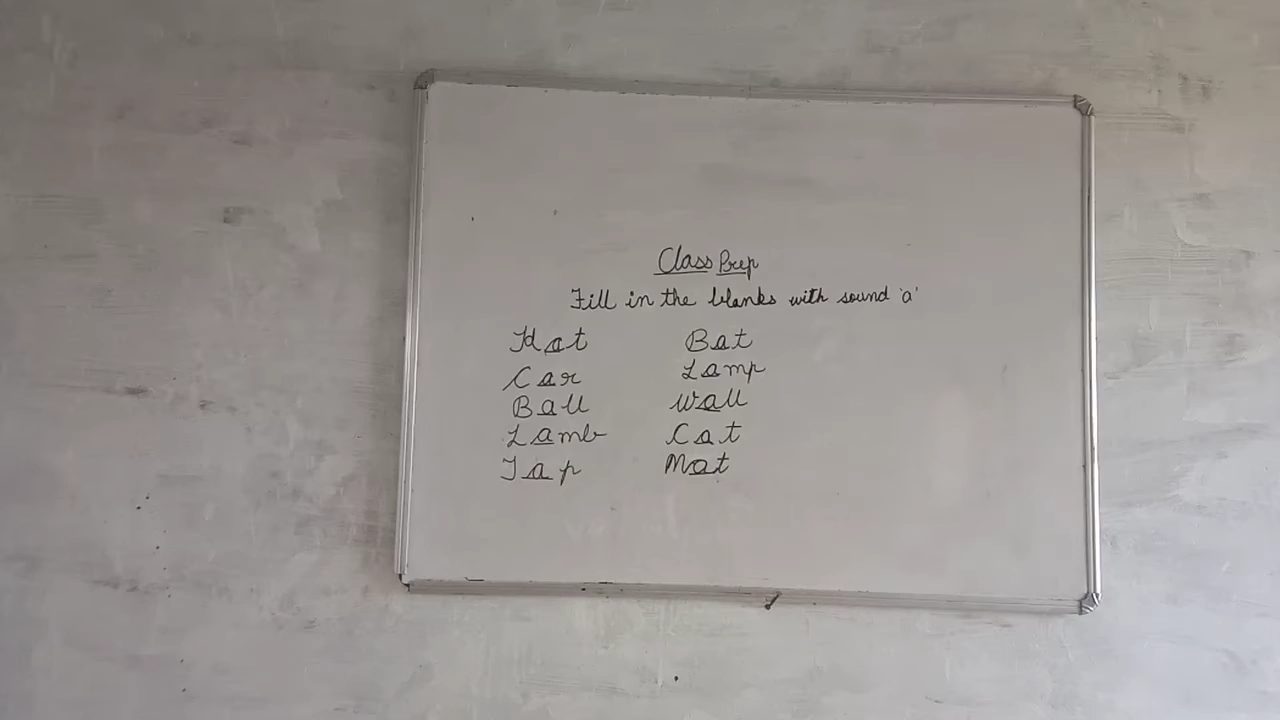 Class Prep
Fill in the blanks with sound 'a'
Hat Bat
Car Lamp
Ball Wall
Lamb Cat
Tap Mat